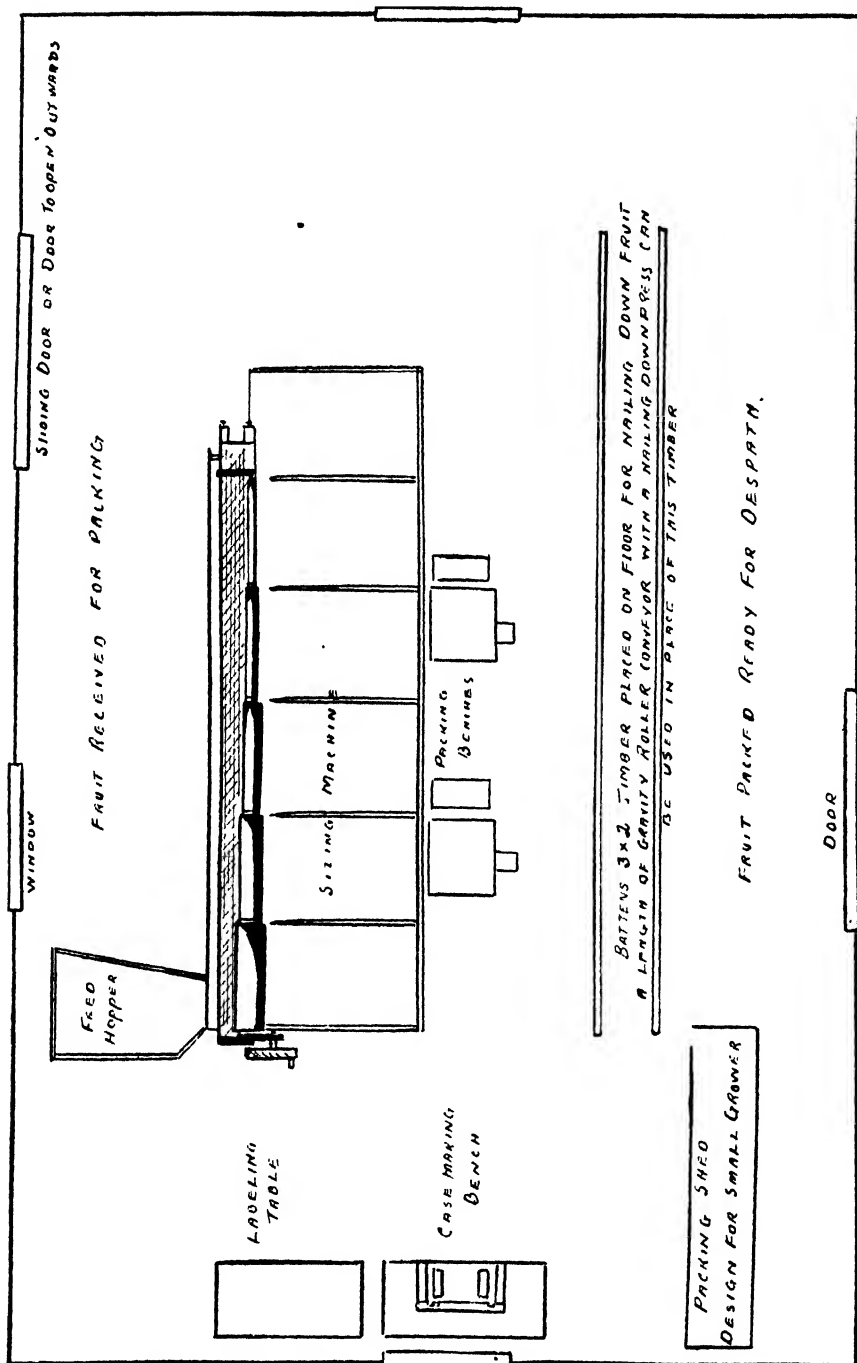 SLIDING DOOR OR DOOR TO OPEN OUTWARDS
WINDOW
FRUIT RECEIVED FOR PACKING
FEED
HOPPER
SIZING MACHINE
PACKING
BENCHES
LABELING
TABLE
CASE MAKING
BENCH
BATTENS 3x2 TIMBER PLACED ON FLOOR FOR NAILING DOWN FRUIT
A LENGTH OF GRAVITY ROLLER CONVEYOR WITH A NAILING DOWN PRESS CAN
BE USED IN PLACE OF THIS TIMBER
FRUIT PACKED READY FOR DESPATH.
DOOR
PACKING SHED
DESIGN FOR SMALL GROWER